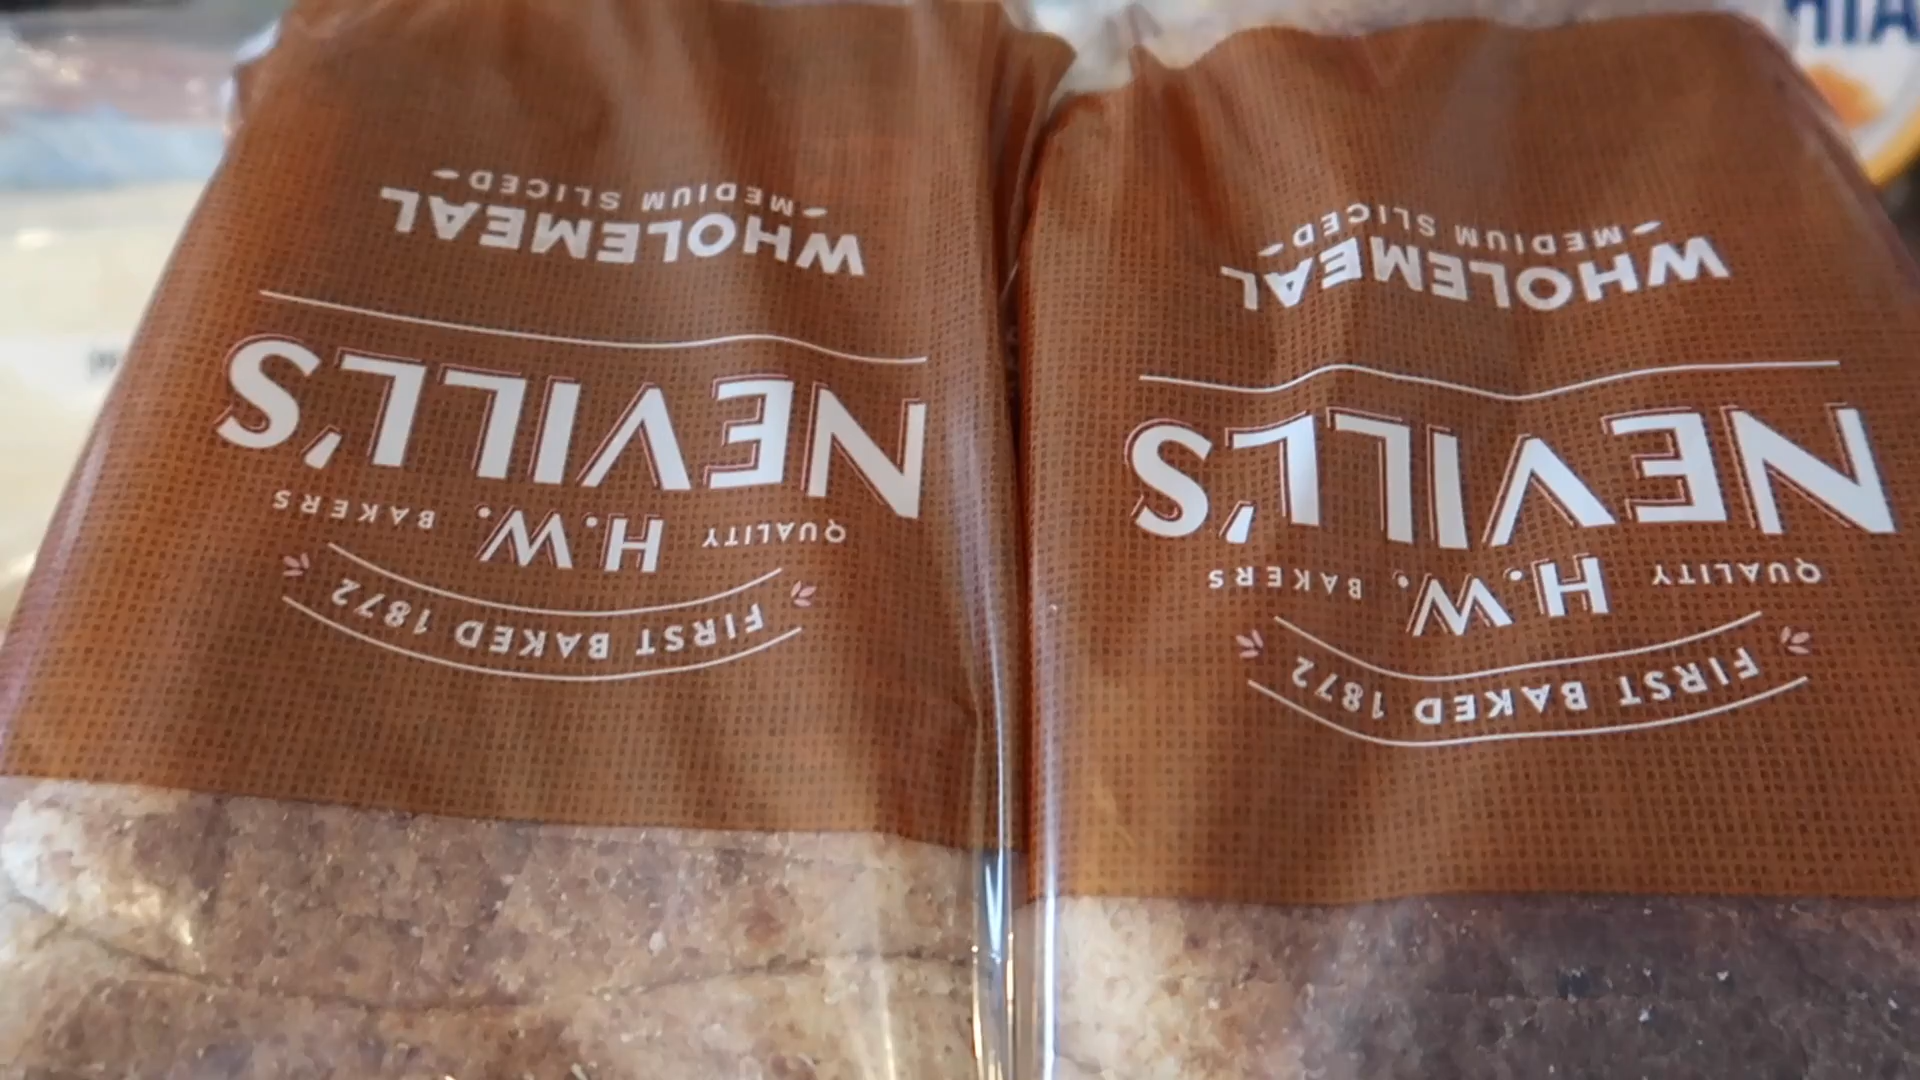 FIRST BAKED 1872
QUALITY H.W. BAKERS
NEVILL'S
WHOLEMEAL
MEDIUM SLICED
FIRST BAKED 1872
QUALITY H.W. BAKERS
NEVILL'S
WHOLEMEAL
MEDIUM SLICED